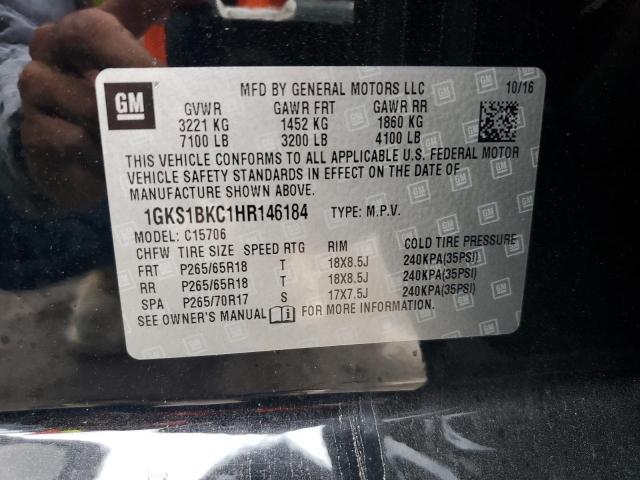 GM
MFD BY GENERAL MOTORS LLC 10/16
GVWR GAWR FRT GAWR RR
3221 KG 1452 KG 1860 KG
7100 LB 3200 LB 4100 LB
THIS VEHICLE CONFORMS TO ALL APPLICABLE U.S. FEDERAL MOTOR
VEHICLE SAFETY STANDARDS IN EFFECT ON THE DATE OF
MANUFACTURE SHOWN ABOVE.
1GKS1BKC1HR146184 TYPE: M.P.V.
MODEL: C15706
CHFW TIRE SIZE SPEED RTG RIM COLD TIRE PRESSURE
FRT P265/65R18 T 18X8.5J 240KPA(35PSI)
RR P265/65R18 T 18X8.5J 240KPA(35PSI)
SPA P265/70R17 S 17X7.5J 240KPA(35PSI)
SEE OWNER'S MANUAL FOR MORE INFORMATION.